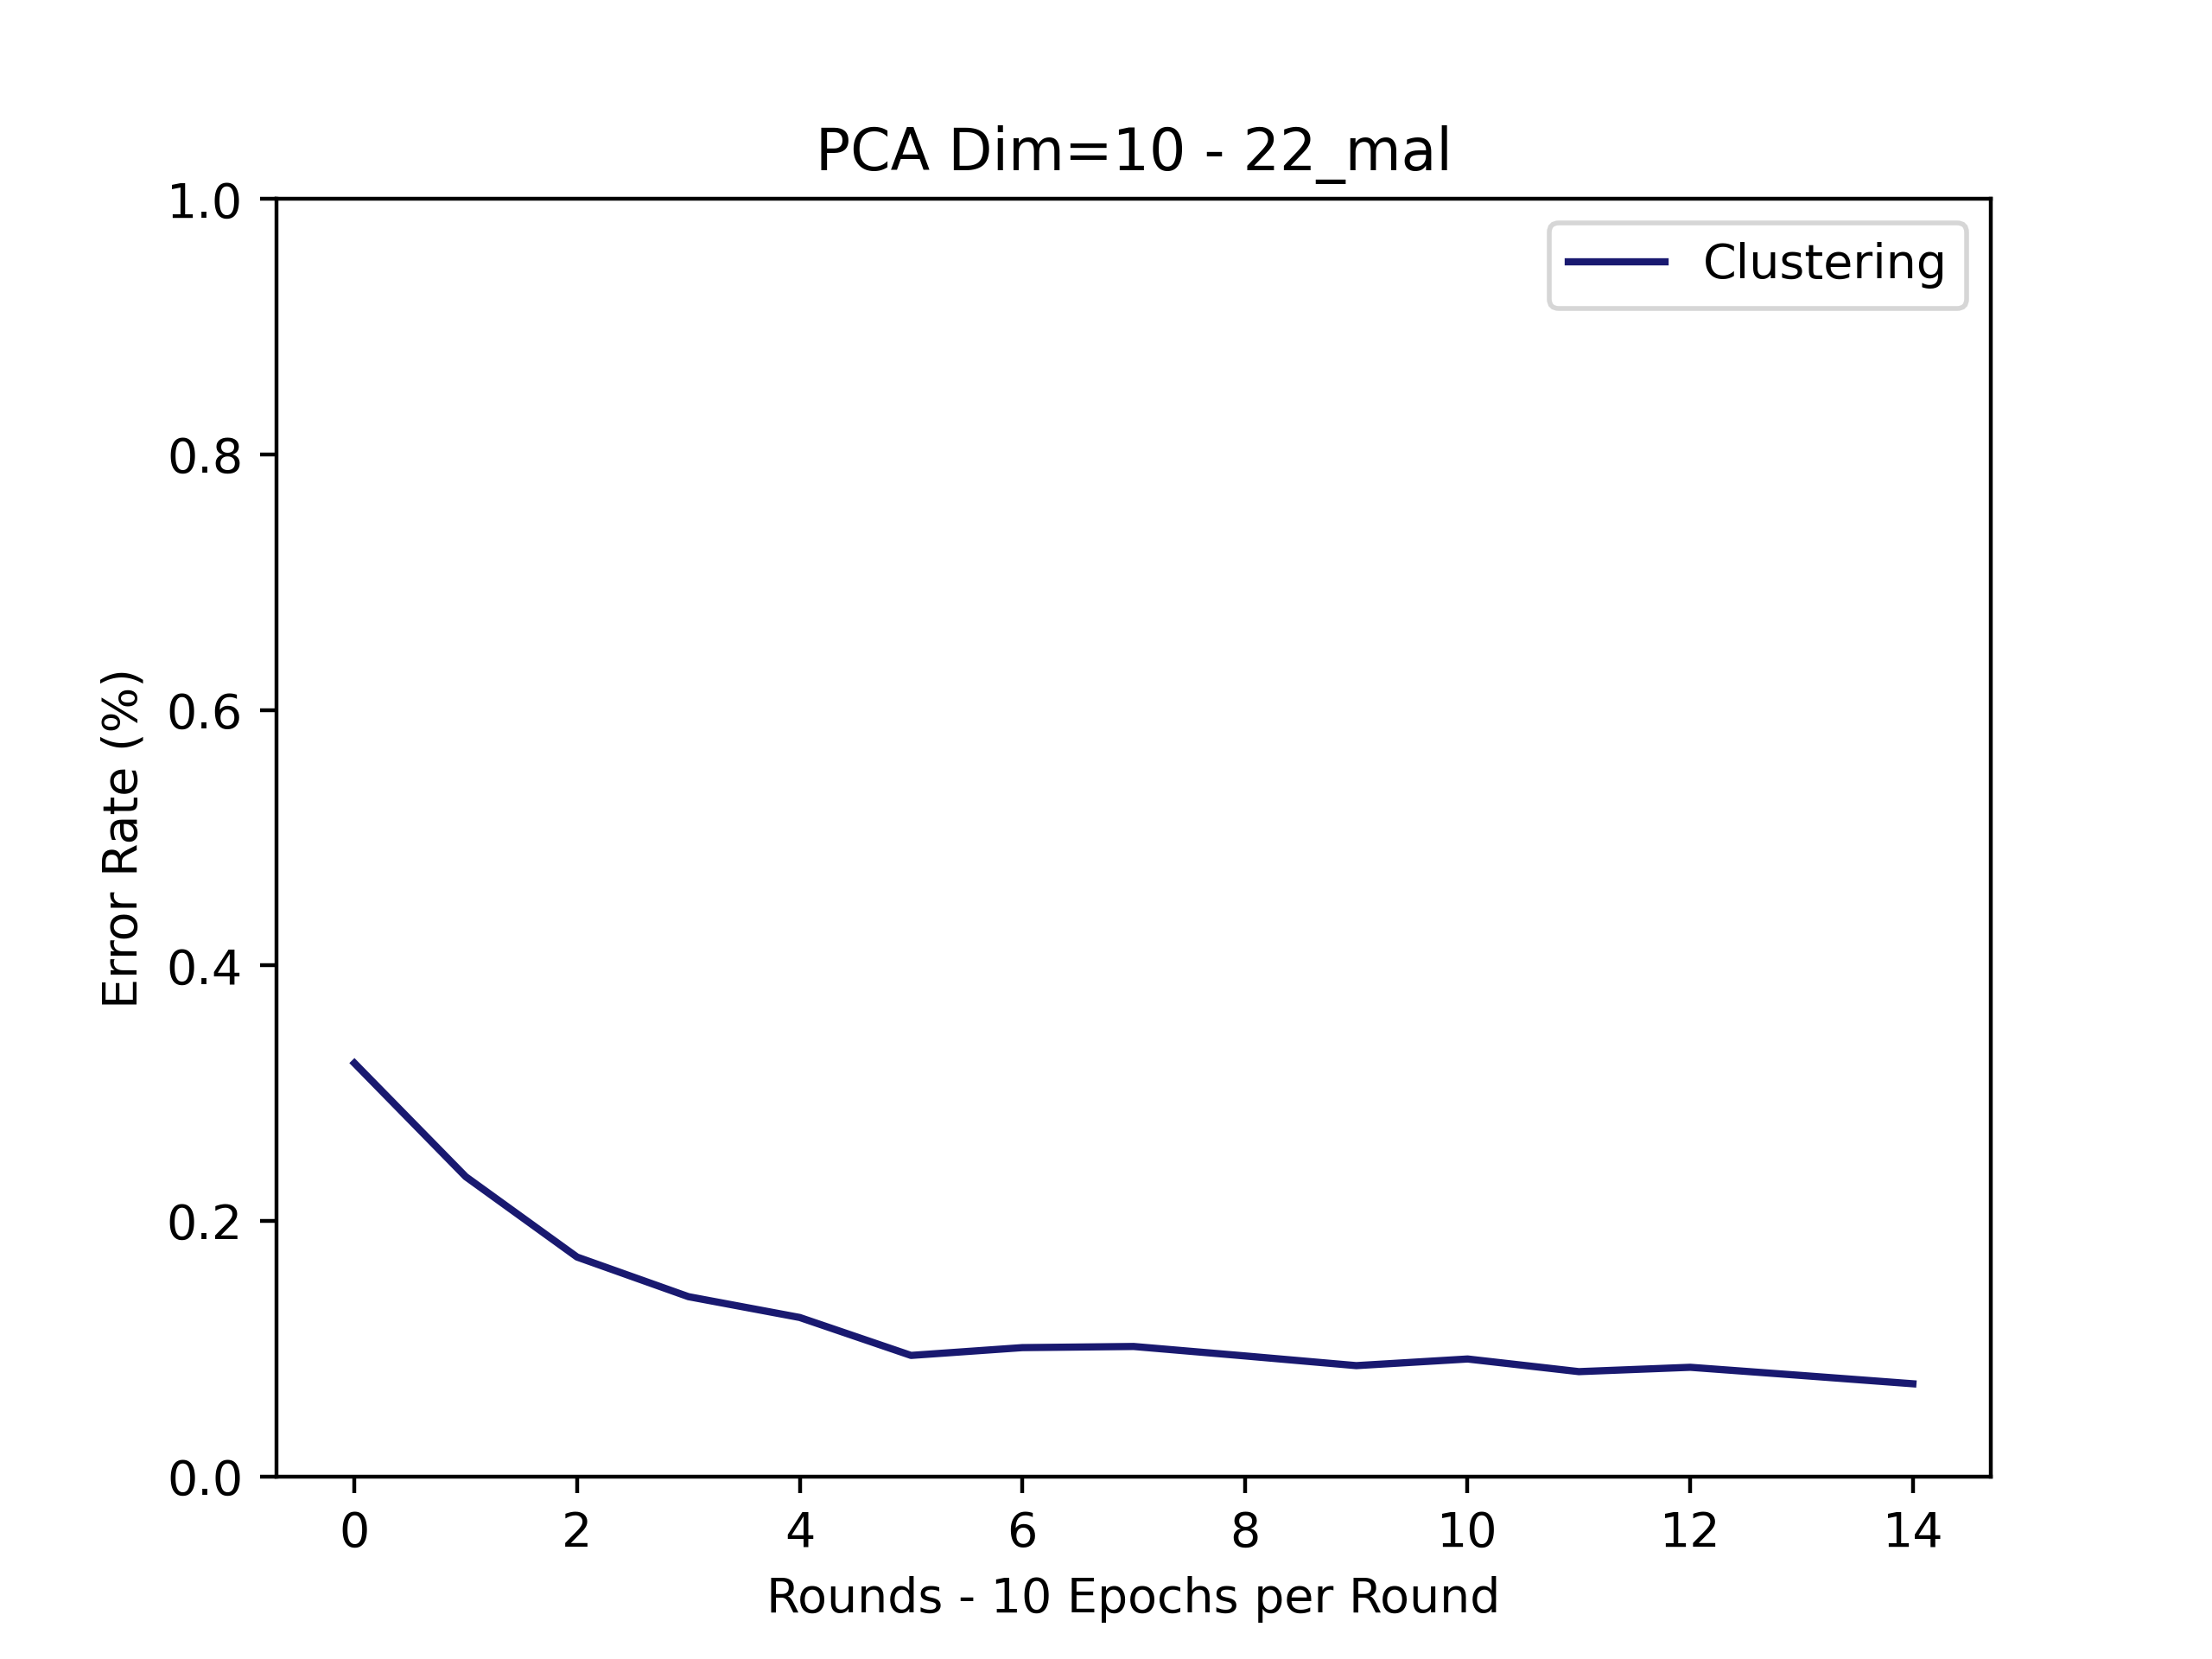 PCA Dim=10 - 22_mal
Clustering
Error Rate (%)
1.0
0.8
0.6
0.4
0.2
0.0
0 2 4 6 8 10 12 14
Rounds - 10 Epochs per Round